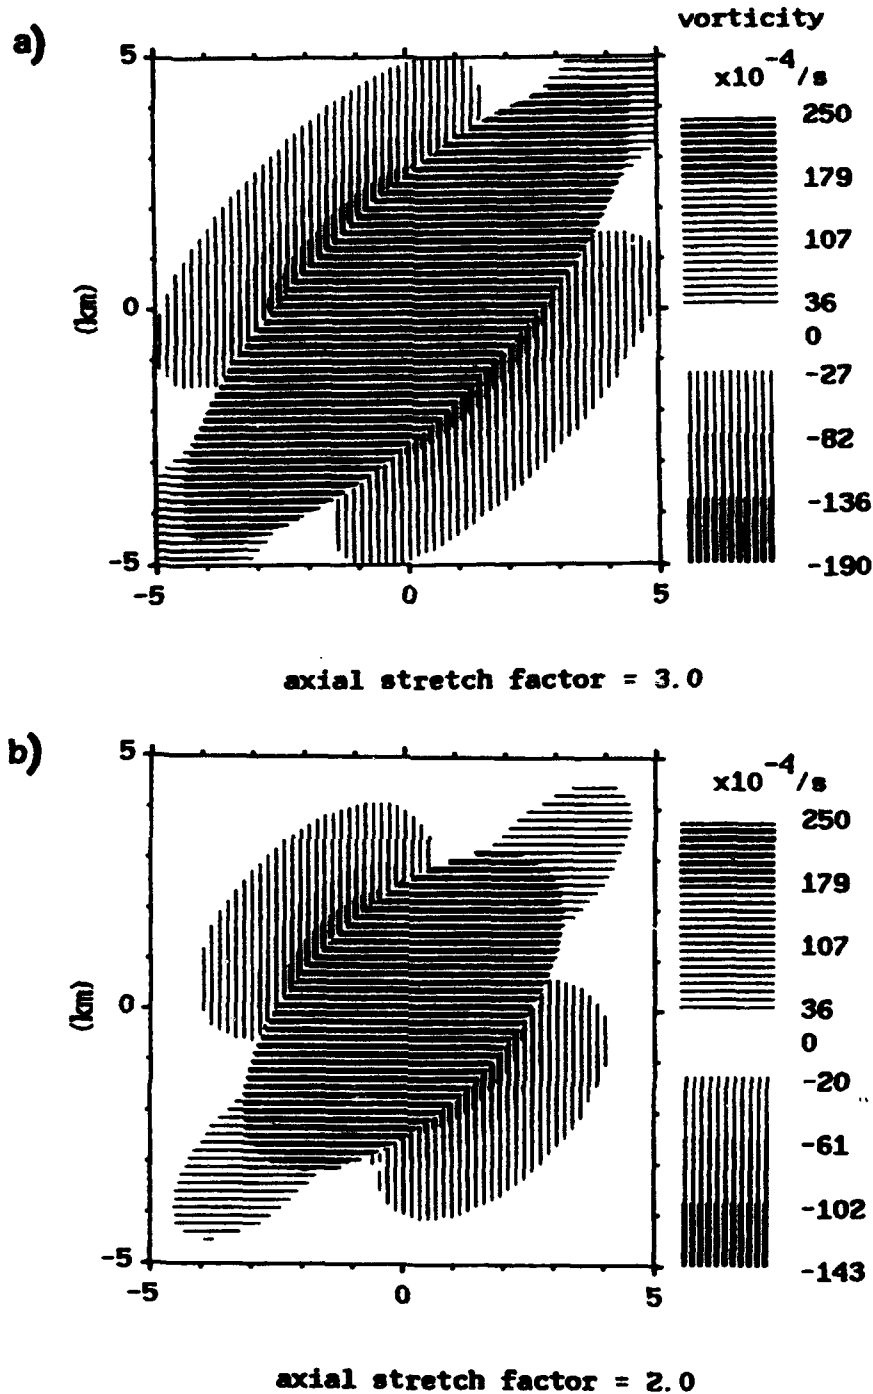 vorticity
a)
x10^-4/s
5
0
-5
(km)
-5 0 5
250
179
107
36
0
-27
-82
-136
-190
axial stretch factor = 3.0
b)
x10^-4/s
5
0
-5
(km)
-5 0 5
250
179
107
36
0
-20
-61
-102
-143
axial stretch factor = 2.0